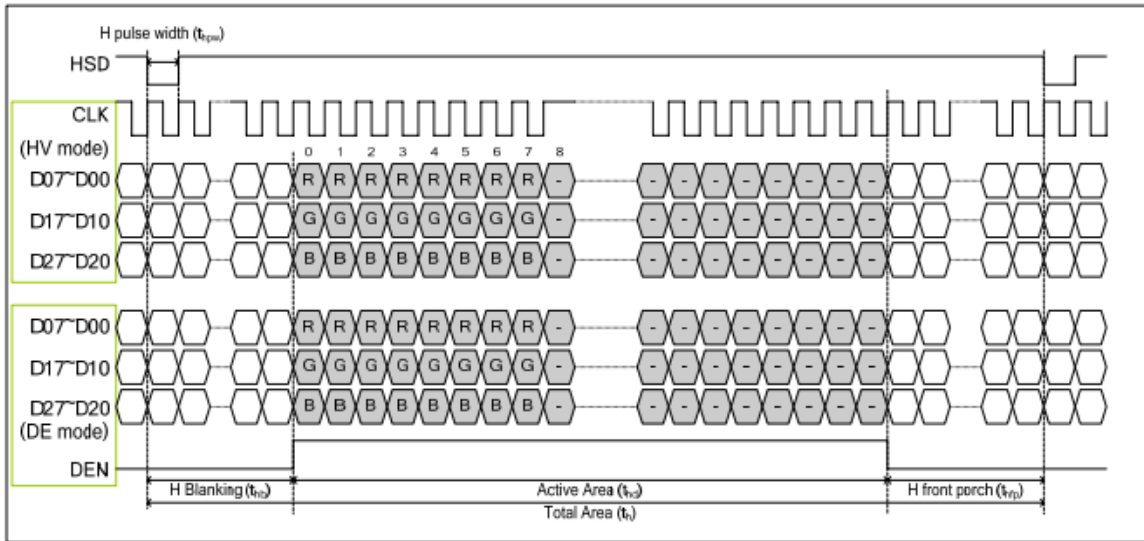 H pulse width (thpw)
HSD
CLK
(HV mode)
0 1 2 3 4 5 6 7 8
D07~D00 R R R R R R R R - - - - - - - - -
D17~D10 G G G G G G G G - - - - - - - - -
D27~D20 B B B B B B B B - - - - - - - - -
D07~D00 R R R R R R R R - - - - - - - - -
D17~D10 G G G G G G G G - - - - - - - - -
D27~D20 B B B B B B B B - - - - - - - - -
(DE mode)
DEN
H Blanking (thb) Active Area (thd) H front porch (thfp)
Total Area (th)